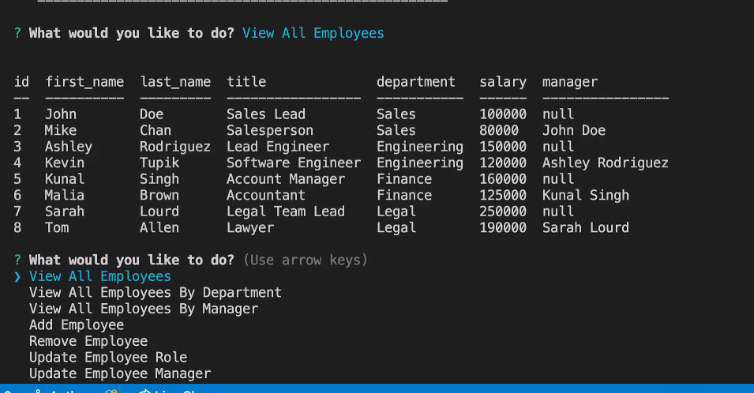 ? What would you like to do? View All Employees
id first_name last_name title department salary manager
1 John Doe Sales Lead Sales 100000 null
2 Mike Chan Salesperson Sales 80000 John Doe
3 Ashley Rodriguez Lead Engineer Engineering 150000 null
4 Kevin Tupik Software Engineer Engineering 120000 Ashley Rodriguez
5 Kunal Singh Account Manager Finance 160000 null
6 Malia Brown Accountant Finance 125000 Kunal Singh
7 Sarah Lourd Legal Team Lead Legal 250000 null
8 Tom Allen Lawyer Legal 190000 Sarah Lourd
? What would you like to do? (Use arrow keys)
❯ View All Employees
View All Employees By Department
View All Employees By Manager
Add Employee
Remove Employee
Update Employee Role
Update Employee Manager